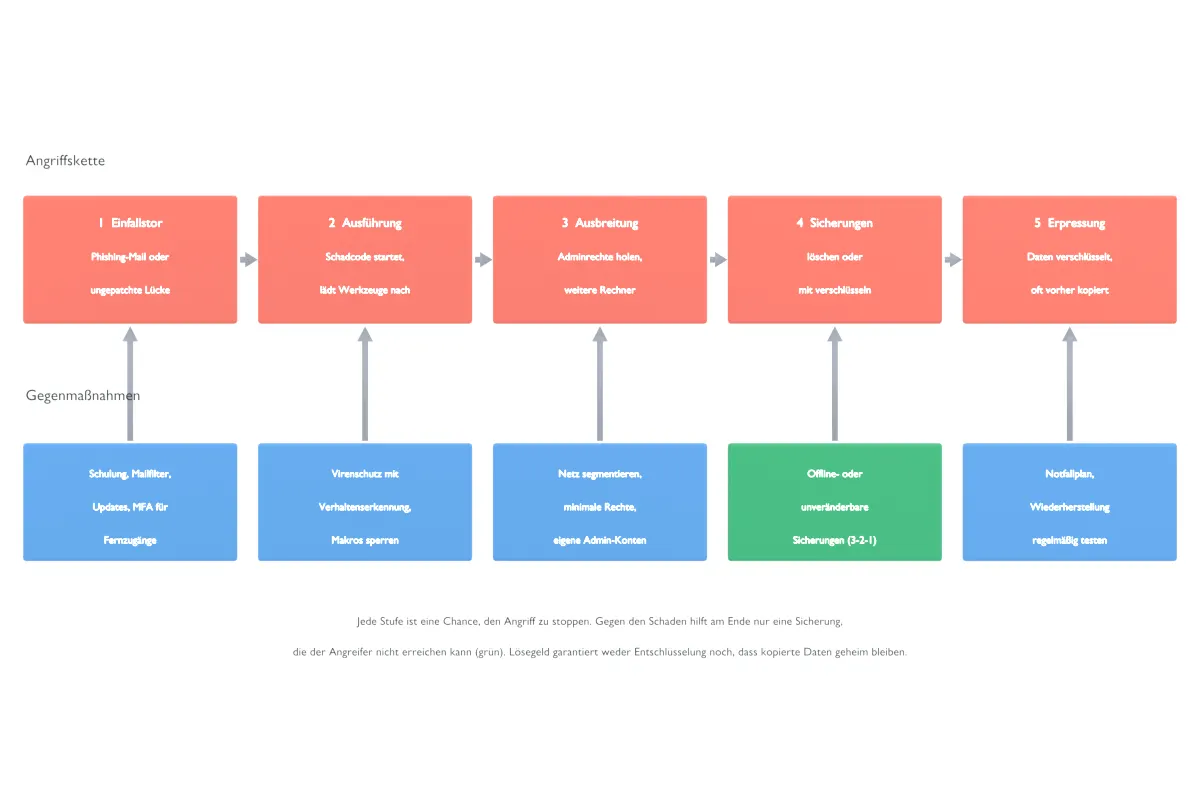 Angriffskette
1 Einfallstor
Phishing-Mail oder
ungepatchte Lücke
2 Ausführung
Schadcode startet,
lädt Werkzeuge nach
3 Ausbreitung
Adminrechte holen,
weitere Rechner
4 Sicherungen
löschen oder
mit verschlüsseln
5 Erpressung
Daten verschlüsselt,
oft vorher kopiert
Gegenmaßnahmen
Schulung, Mailfilter,
Updates, MFA für
Fernzugänge
Virenschutz mit
Verhaltenserkennung,
Makros sperren
Netz segmentieren,
minimale Rechte,
eigene Admin-Konten
Offline- oder
unveränderbare
Sicherungen (3-2-1)
Notfallplan,
Wiederherstellung
regelmäßig testen
Jede Stufe ist eine Chance, den Angriff zu stoppen. Gegen den Schaden hilft am Ende nur eine Sicherung,
die der Angreifer nicht erreichen kann (grün). Lösegeld garantiert weder Entschlüsselung noch, dass kopierte Daten geheim bleiben.